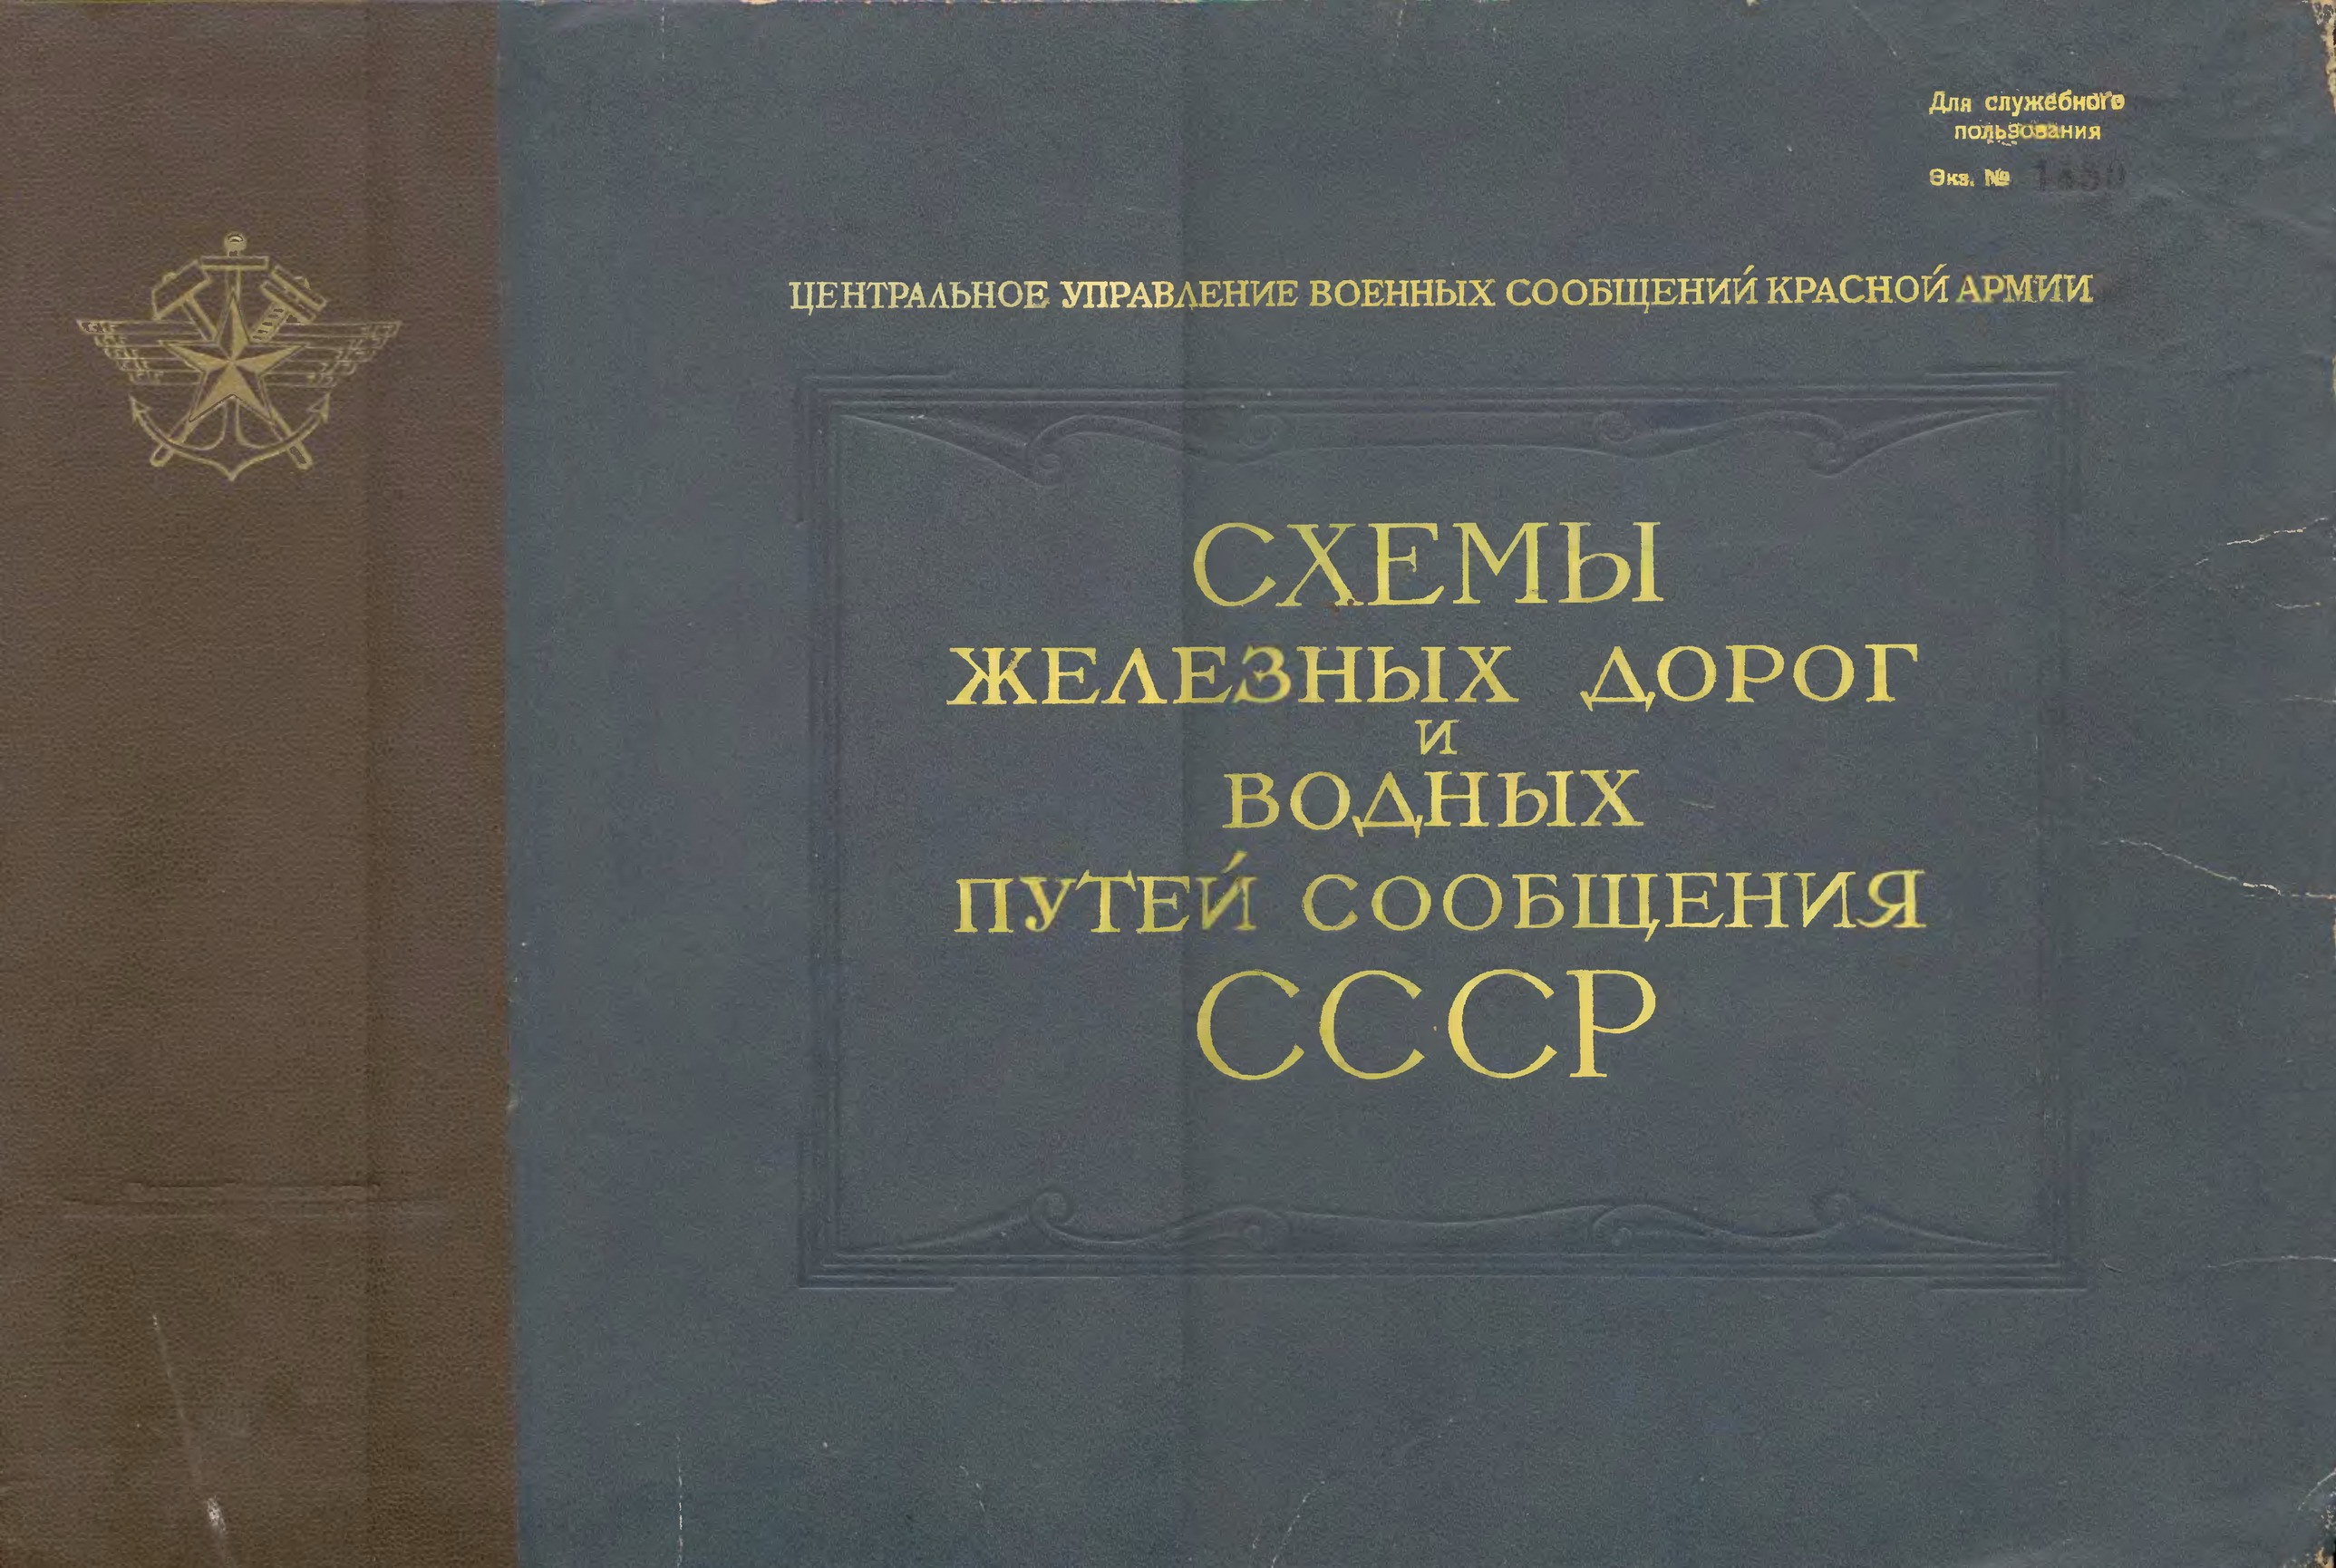 Для служебного
пользования
Экз. №
ЦЕНТРАЛЬНОЕ УПРАВЛЕНИЕ ВОЕННЫХ СООБЩЕНИЙ КРАСНОЙ АРМИИ
СХЕМЫ
ЖЕЛЕЗНЫХ ДОРОГ
И
ВОДНЫХ
ПУТЕЙ СООБЩЕНИЯ
СССР